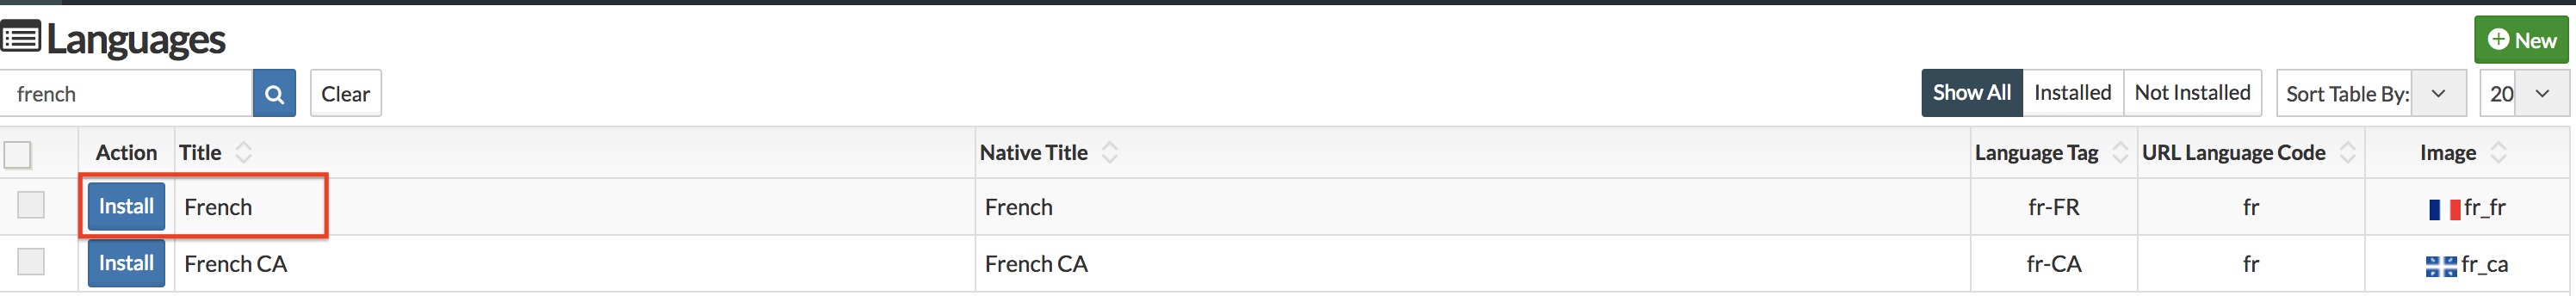 Languages
New
french
Clear
Show All Installed Not Installed Sort Table By: 20
Action Title Native Title Language Tag URL Language Code Image
Install French French fr-FR fr fr_fr
Install French CA French CA fr-CA fr fr_ca